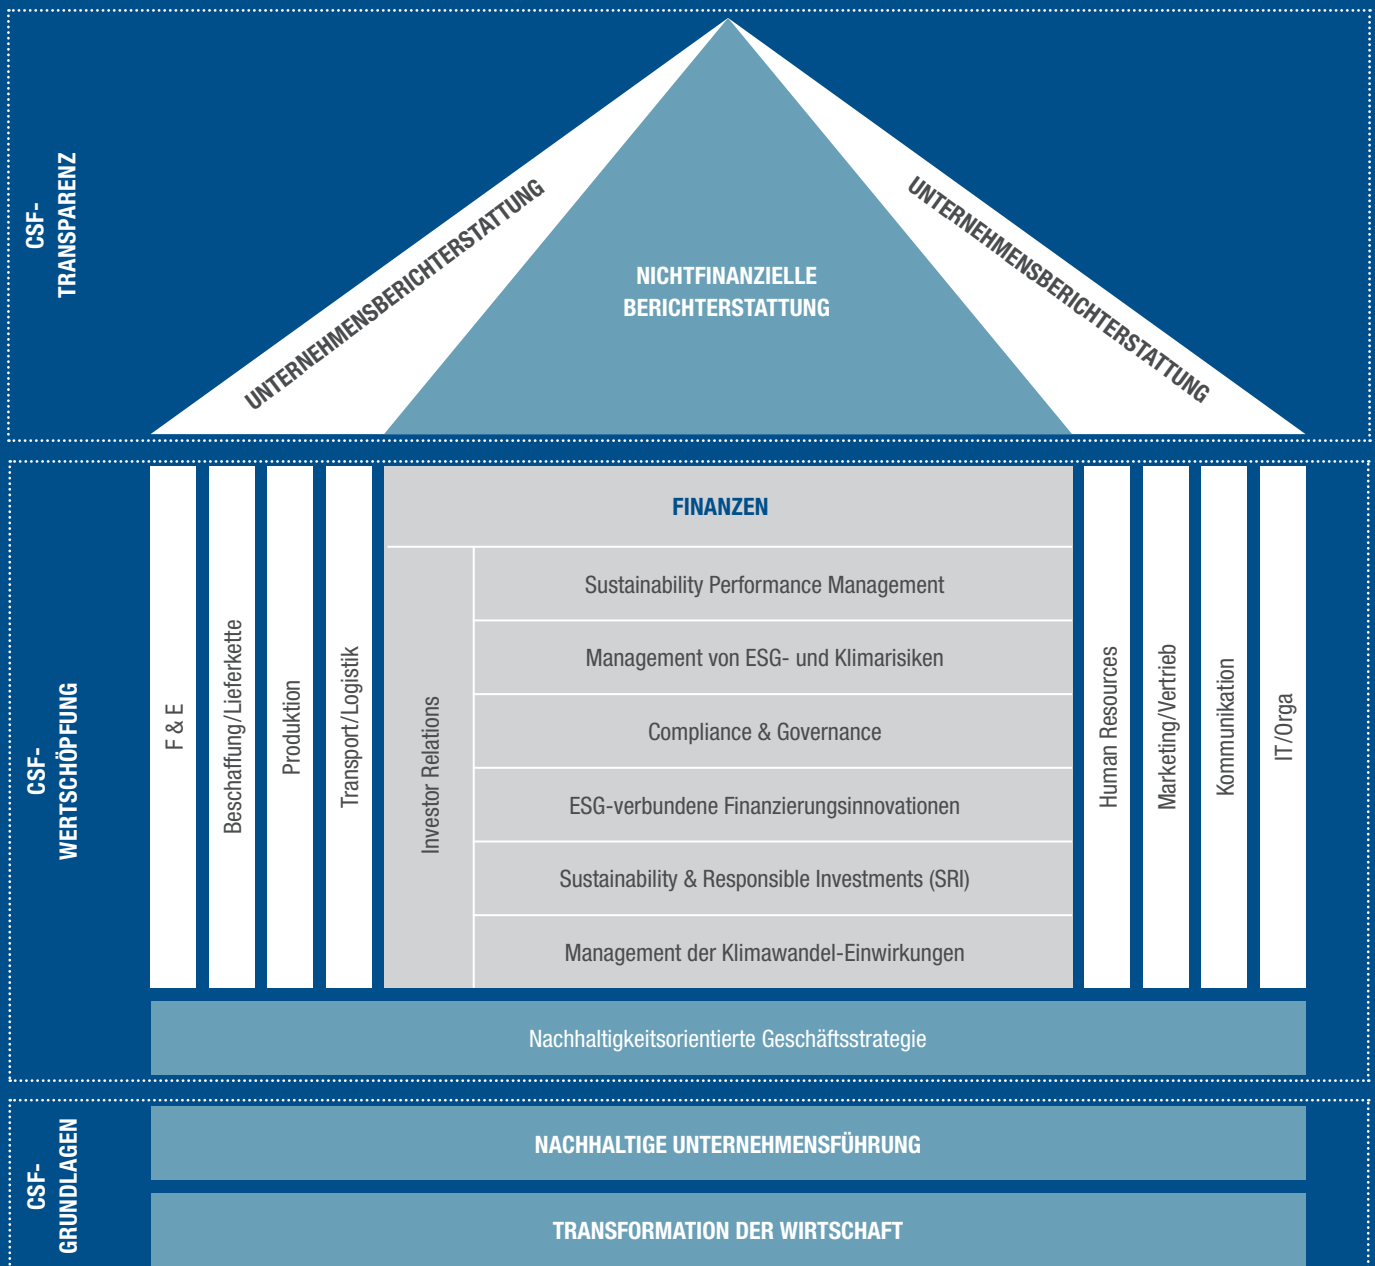 CSF-
TRANSPARENZ
UNTERNEHMENSBERICHTERSTATTUNG
NICHTFINANZIELLE
BERICHTERSTATTUNG
UNTERNEHMENSBERICHTERSTATTUNG
CSF-
WERTSCHÖPFUNG
F & E
Beschaffung/Lieferkette
Produktion
Transport/Logistik
FINANZEN
Investor Relations
Sustainability Performance Management
Management von ESG- und Klimarisiken
Compliance & Governance
ESG-verbundene Finanzierungsinnovationen
Sustainability & Responsible Investments (SRI)
Management der Klimawandel-Einwirkungen
Human Resources
Marketing/Vertrieb
Kommunikation
IT/Orga
Nachhaltigkeitsorientierte Geschäftsstrategie
CSF-
GRUNDLAGEN
NACHHALTIGE UNTERNEHMENSFÜHRUNG
TRANSFORMATION DER WIRTSCHAFT